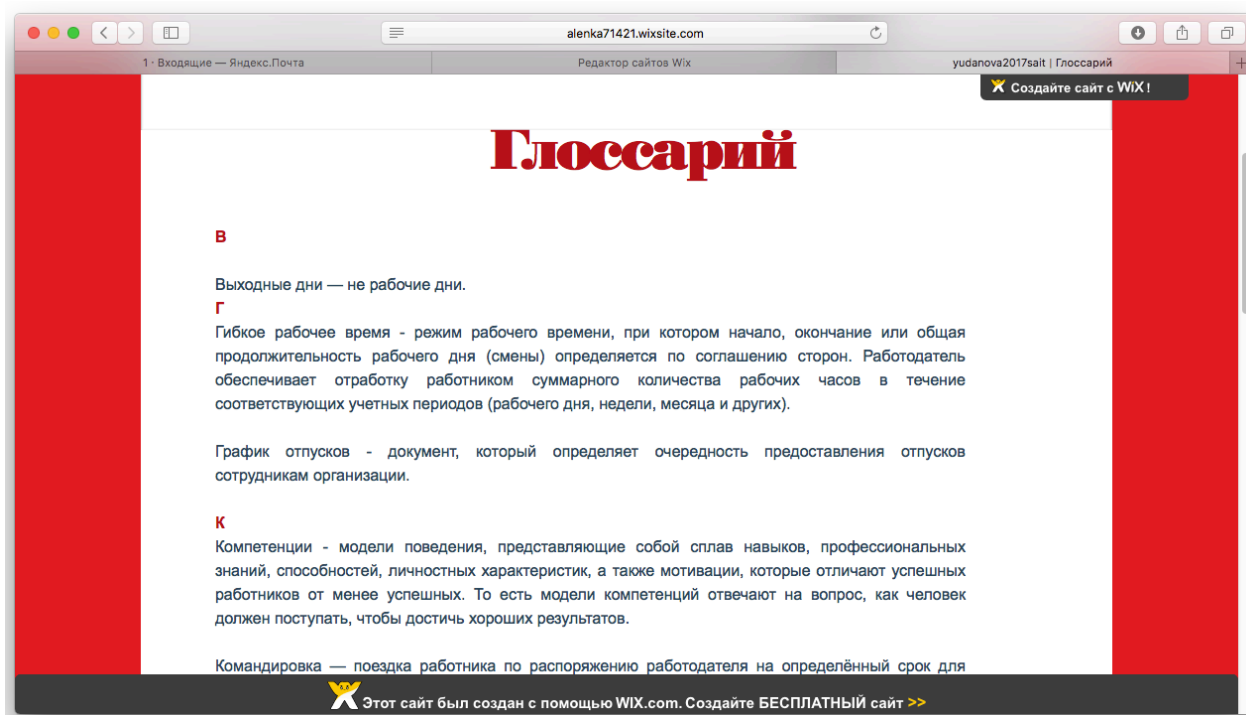 alenka71421.wixsite.com
1 · Входящие — Яндекс.Почта
Редактор сайтов Wix
yudanova2017sait | Глоссарий
Создайте сайт с WiX!
Глоссарий
В
Выходные дни — не рабочие дни.
Г
Гибкое рабочее время - режим рабочего времени, при котором начало, окончание или общая
продолжительность рабочего дня (смены) определяется по соглашению сторон. Работодатель
обеспечивает отработку работником суммарного количества рабочих часов в течение
соответствующих учетных периодов (рабочего дня, недели, месяца и других).
График отпусков - документ, который определяет очередность предоставления отпусков
сотрудникам организации.
К
Компетенции - модели поведения, представляющие собой сплав навыков, профессиональных
знаний, способностей, личностных характеристик, а также мотивации, которые отличают успешных
работников от менее успешных. То есть модели компетенций отвечают на вопрос, как человек
должен поступать, чтобы достичь хороших результатов.
Командировка — поездка работника по распоряжению работодателя на определённый срок для
Этот сайт был создан с помощью WIX.com. Создайте БЕСПЛАТНЫЙ сайт >>